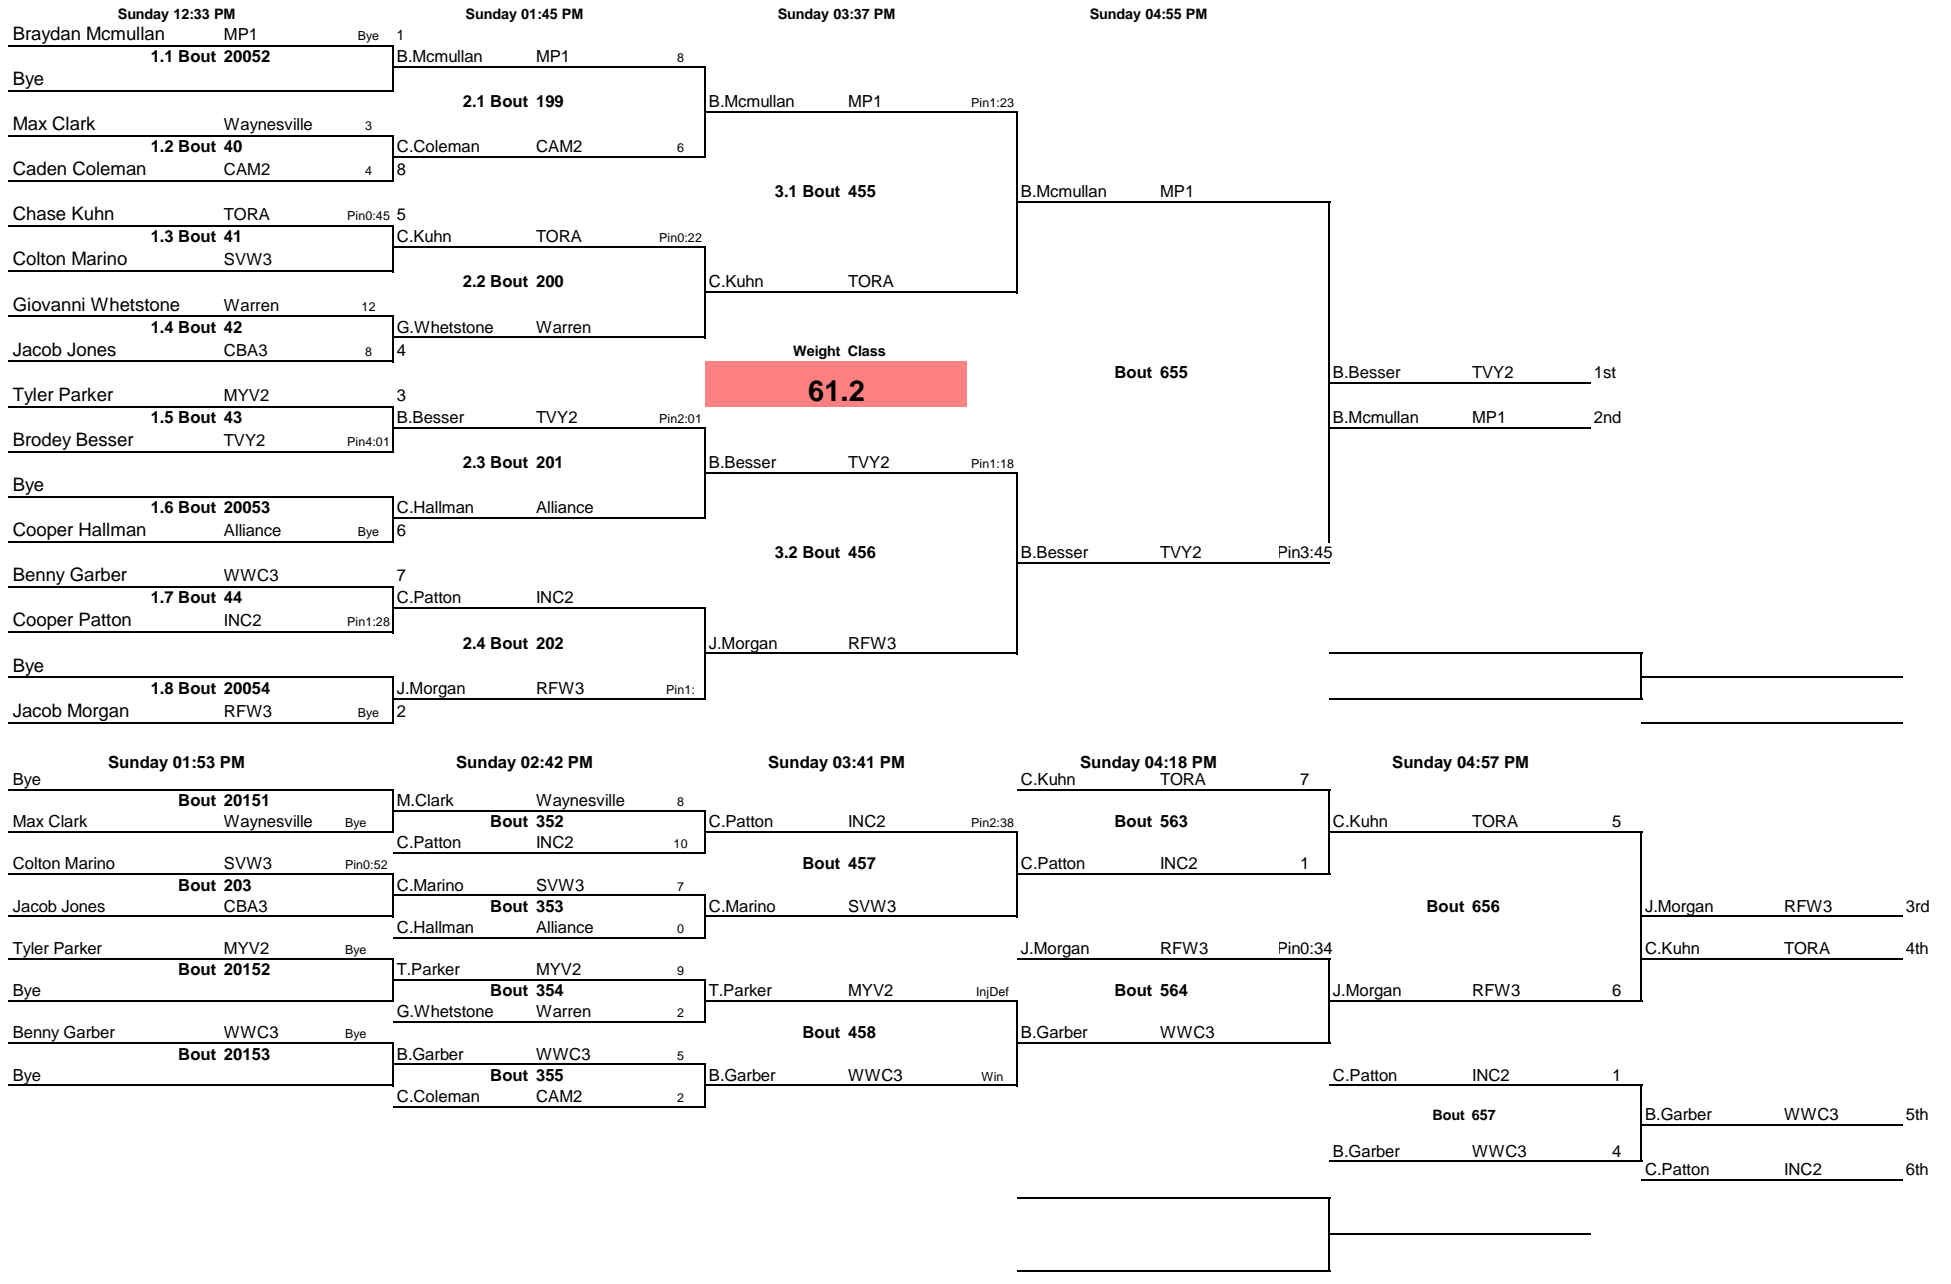 Sunday 12:33 PM Sunday 01:45 PM Sunday 03:37 PM Sunday 04:55 PM
Braydan Mcmullan MP1 Bye 1
1.1 Bout 20052 B.Mcmullan MP1 8
Bye
2.1 Bout 199 B.Mcmullan MP1 Pin1:23
Max Clark Waynesville 3
1.2 Bout 40 C.Coleman CAM2 6
Caden Coleman CAM2 4 8
3.1 Bout 455 B.Mcmullan MP1
Chase Kuhn TORA Pin0:45 5
1.3 Bout 41 C.Kuhn TORA Pin0:22
Colton Marino SVW3
2.2 Bout 200 C.Kuhn TORA
Giovanni Whetstone Warren 12
1.4 Bout 42 G.Whetstone Warren
Jacob Jones CBA3 8 4 Weight Class
Bout 655 B.Besser TVY2 1st
Tyler Parker MYV2 3 61.2
1.5 Bout 43 B.Besser TVY2 Pin2:01 B.Mcmullan MP1 2nd
Brodey Besser TVY2 Pin4:01
2.3 Bout 201 B.Besser TVY2 Pin1:18
Bye
1.6 Bout 20053 C.Hallman Alliance
Cooper Hallman Alliance Bye 6
3.2 Bout 456 B.Besser TVY2 Pin3:45
Benny Garber WWC3 7
1.7 Bout 44 C.Patton INC2
Cooper Patton INC2 Pin1:28
2.4 Bout 202 J.Morgan RFW3
Bye
1.8 Bout 20054 J.Morgan RFW3 Pin1:
Jacob Morgan RFW3 Bye 2
Sunday 01:53 PM Sunday 02:42 PM Sunday 03:41 PM Sunday 04:18 PM Sunday 04:57 PM
Bye C.Kuhn TORA 7
Bout 20151 M.Clark Waynesville 8
Max Clark Waynesville Bye Bout 352 C.Patton INC2 Pin2:38 Bout 563 C.Kuhn TORA 5
C.Patton INC2 10
Colton Marino SVW3 Pin0:52 Bout 457 C.Patton INC2 1
Bout 203 C.Marino SVW3 7
Jacob Jones CBA3 Bout 353 C.Marino SVW3 Bout 656 J.Morgan RFW3 3rd
C.Hallman Alliance 0
Tyler Parker MYV2 Bye J.Morgan RFW3 Pin0:34 C.Kuhn TORA 4th
Bout 20152 T.Parker MYV2 9
Bye Bout 354 T.Parker MYV2 InjDef Bout 564 J.Morgan RFW3 6
G.Whetstone Warren 2
Benny Garber WWC3 Bye Bout 458 B.Garber WWC3
Bout 20153 B.Garber WWC3 5
Bye Bout 355 B.Garber WWC3 Win C.Patton INC2 1
C.Coleman CAM2 2
Bout 657 B.Garber WWC3 5th
B.Garber WWC3 4
C.Patton INC2 6th